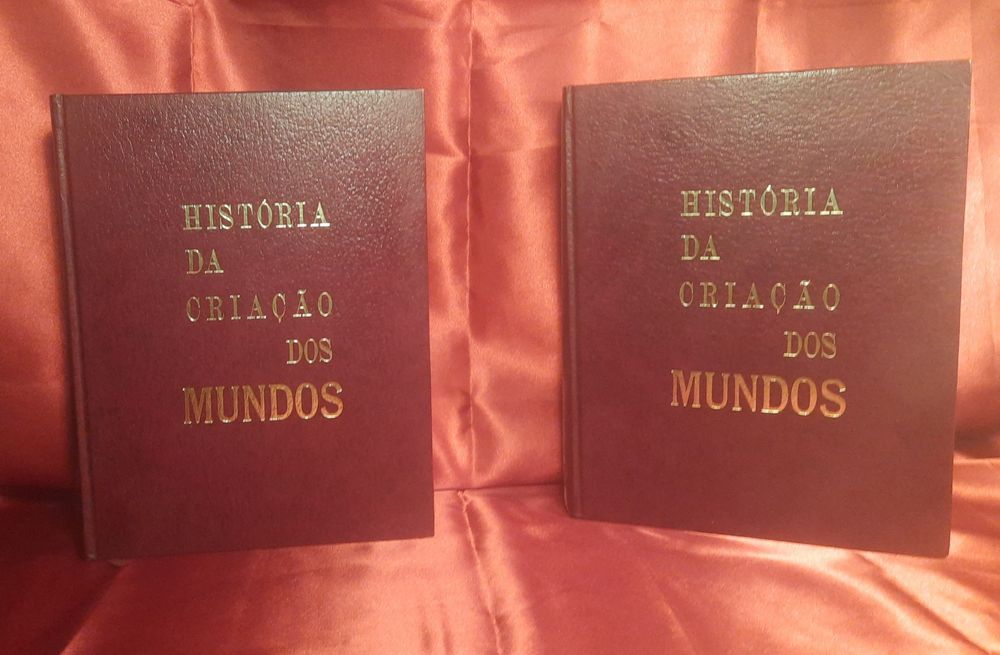 HISTÓRIA
DA
CRIAÇÃO
DOS
MUNDOS
HISTÓRIA
DA
CRIAÇÃO
DOS
MUNDOS